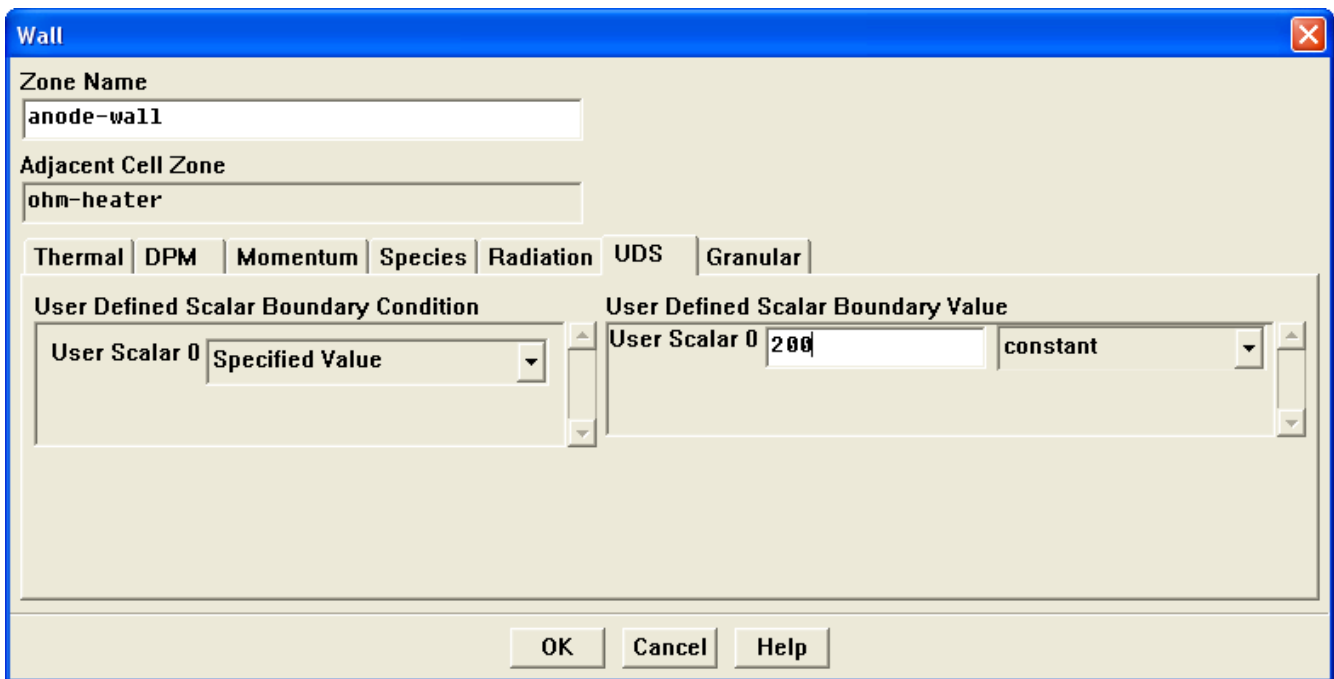 Wall
Zone Name
anode-wall
Adjacent Cell Zone
ohm-heater
Thermal DPM Momentum Species Radiation UDS Granular
User Defined Scalar Boundary Condition
User Scalar 0 Specified Value
User Defined Scalar Boundary Value
User Scalar 0 200 constant
OK Cancel Help